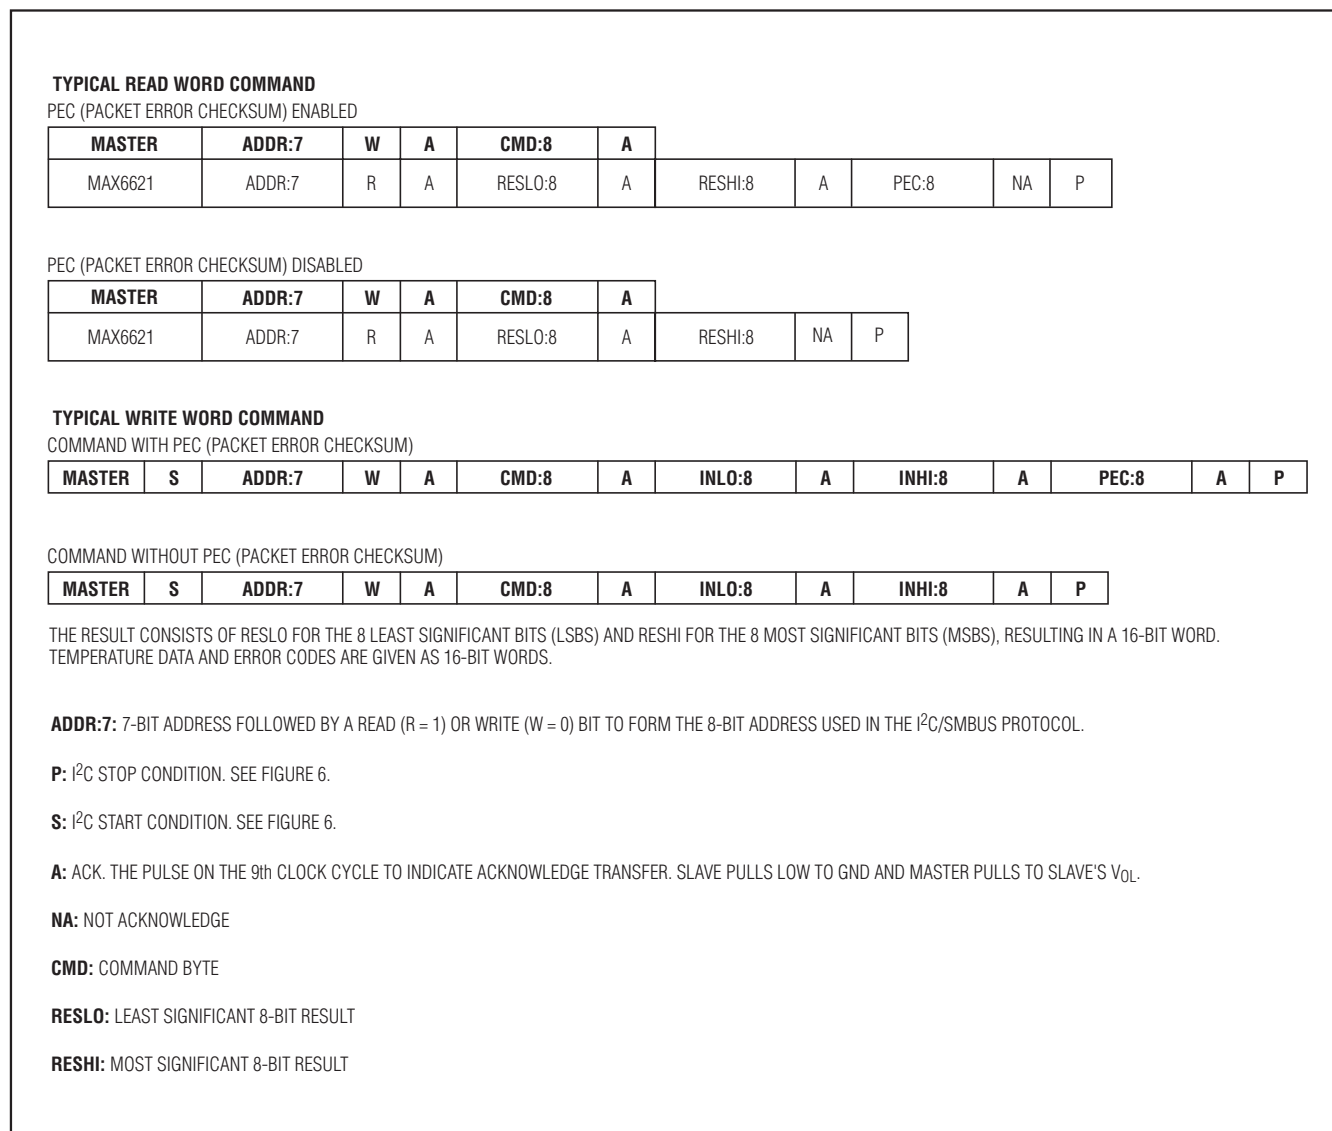 TYPICAL READ WORD COMMAND
PEC (PACKET ERROR CHECKSUM) ENABLED
MASTER ADDR:7 W A CMD:8 A
MAX6621 ADDR:7 R A RESLO:8 A RESHI:8 A PEC:8 NA P
PEC (PACKET ERROR CHECKSUM) DISABLED
MASTER ADDR:7 W A CMD:8 A
MAX6621 ADDR:7 R A RESLO:8 A RESHI:8 NA P
TYPICAL WRITE WORD COMMAND
COMMAND WITH PEC (PACKET ERROR CHECKSUM)
MASTER S ADDR:7 W A CMD:8 A INLO:8 A INHI:8 A PEC:8 A P
COMMAND WITHOUT PEC (PACKET ERROR CHECKSUM)
MASTER S ADDR:7 W A CMD:8 A INLO:8 A INHI:8 A P
THE RESULT CONSISTS OF RESLO FOR THE 8 LEAST SIGNIFICANT BITS (LSBS) AND RESHI FOR THE 8 MOST SIGNIFICANT BITS (MSBS), RESULTING IN A 16-BIT WORD.
TEMPERATURE DATA AND ERROR CODES ARE GIVEN AS 16-BIT WORDS.
ADDR:7: 7-BIT ADDRESS FOLLOWED BY A READ (R = 1) OR WRITE (W = 0) BIT TO FORM THE 8-BIT ADDRESS USED IN THE I²C/SMBUS PROTOCOL.
P: I²C STOP CONDITION. SEE FIGURE 6.
S: I²C START CONDITION. SEE FIGURE 6.
A: ACK. THE PULSE ON THE 9th CLOCK CYCLE TO INDICATE ACKNOWLEDGE TRANSFER. SLAVE PULLS LOW TO GND AND MASTER PULLS TO SLAVE'S VOL.
NA: NOT ACKNOWLEDGE
CMD: COMMAND BYTE
RESLO: LEAST SIGNIFICANT 8-BIT RESULT
RESHI: MOST SIGNIFICANT 8-BIT RESULT